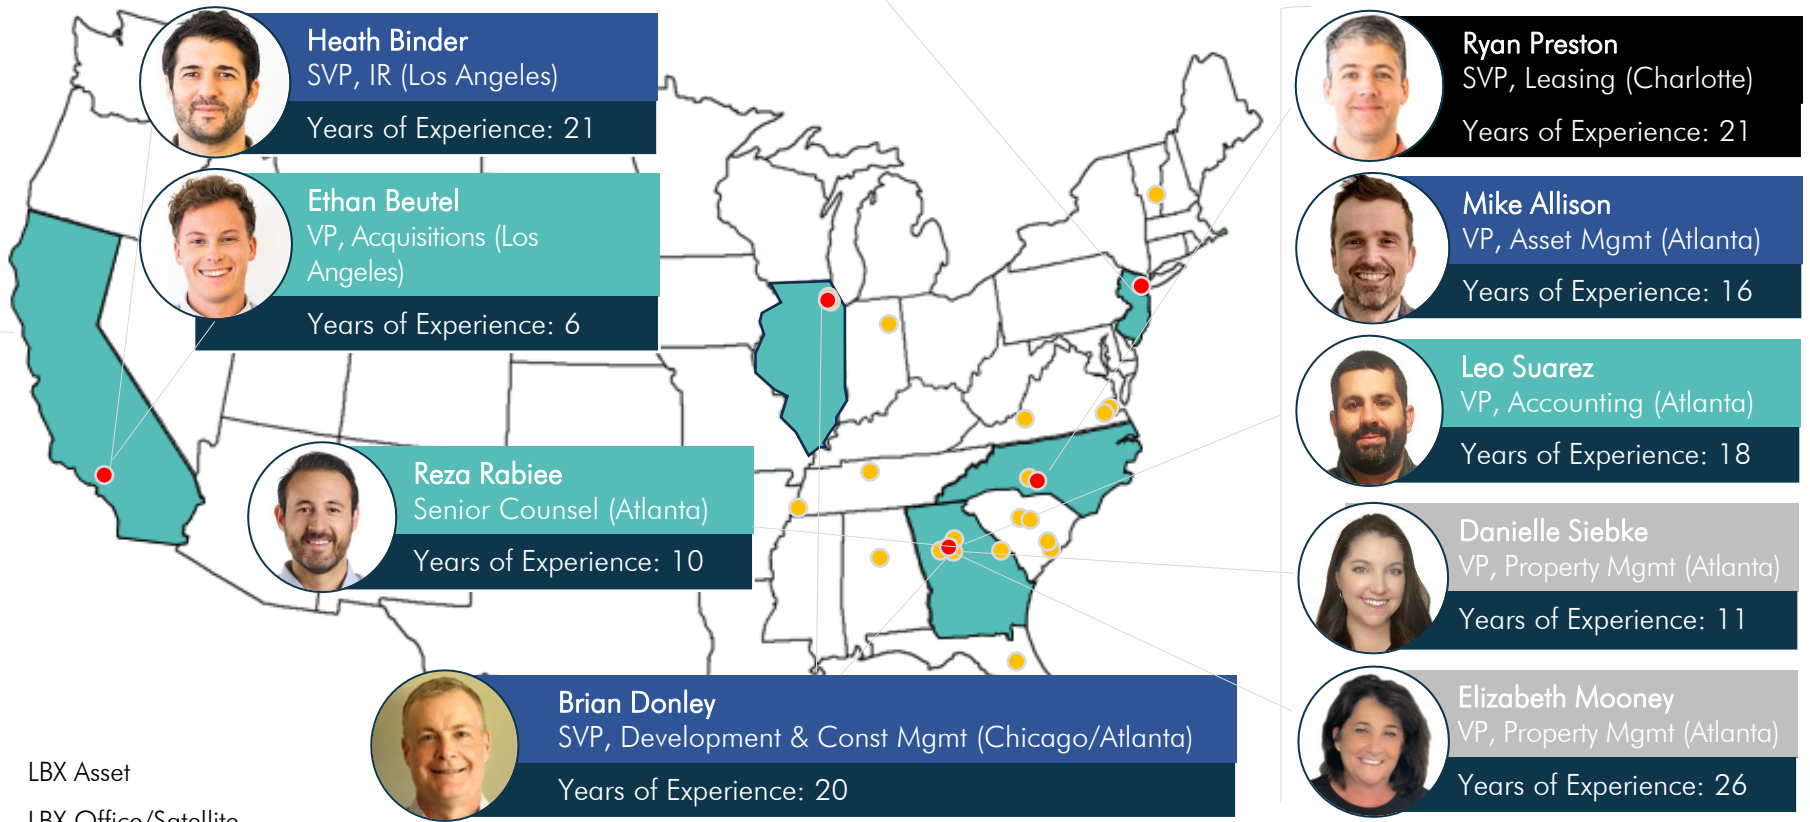 Heath Binder
SVP, IR (Los Angeles)
Years of Experience: 21
Ethan Beutel
VP, Acquisitions (Los
Angeles)
Years of Experience: 6
Reza Rabiee
Senior Counsel (Atlanta)
Years of Experience: 10
Brian Donley
SVP, Development & Const Mgmt (Chicago/Atlanta)
Years of Experience: 20
Ryan Preston
SVP, Leasing (Charlotte)
Years of Experience: 21
Mike Allison
VP, Asset Mgmt (Atlanta)
Years of Experience: 16
Leo Suarez
VP, Accounting (Atlanta)
Years of Experience: 18
Danielle Siebke
VP, Property Mgmt (Atlanta)
Years of Experience: 11
Elizabeth Mooney
VP, Property Mgmt (Atlanta)
Years of Experience: 26
LBX Asset
LBX Office/Satellite